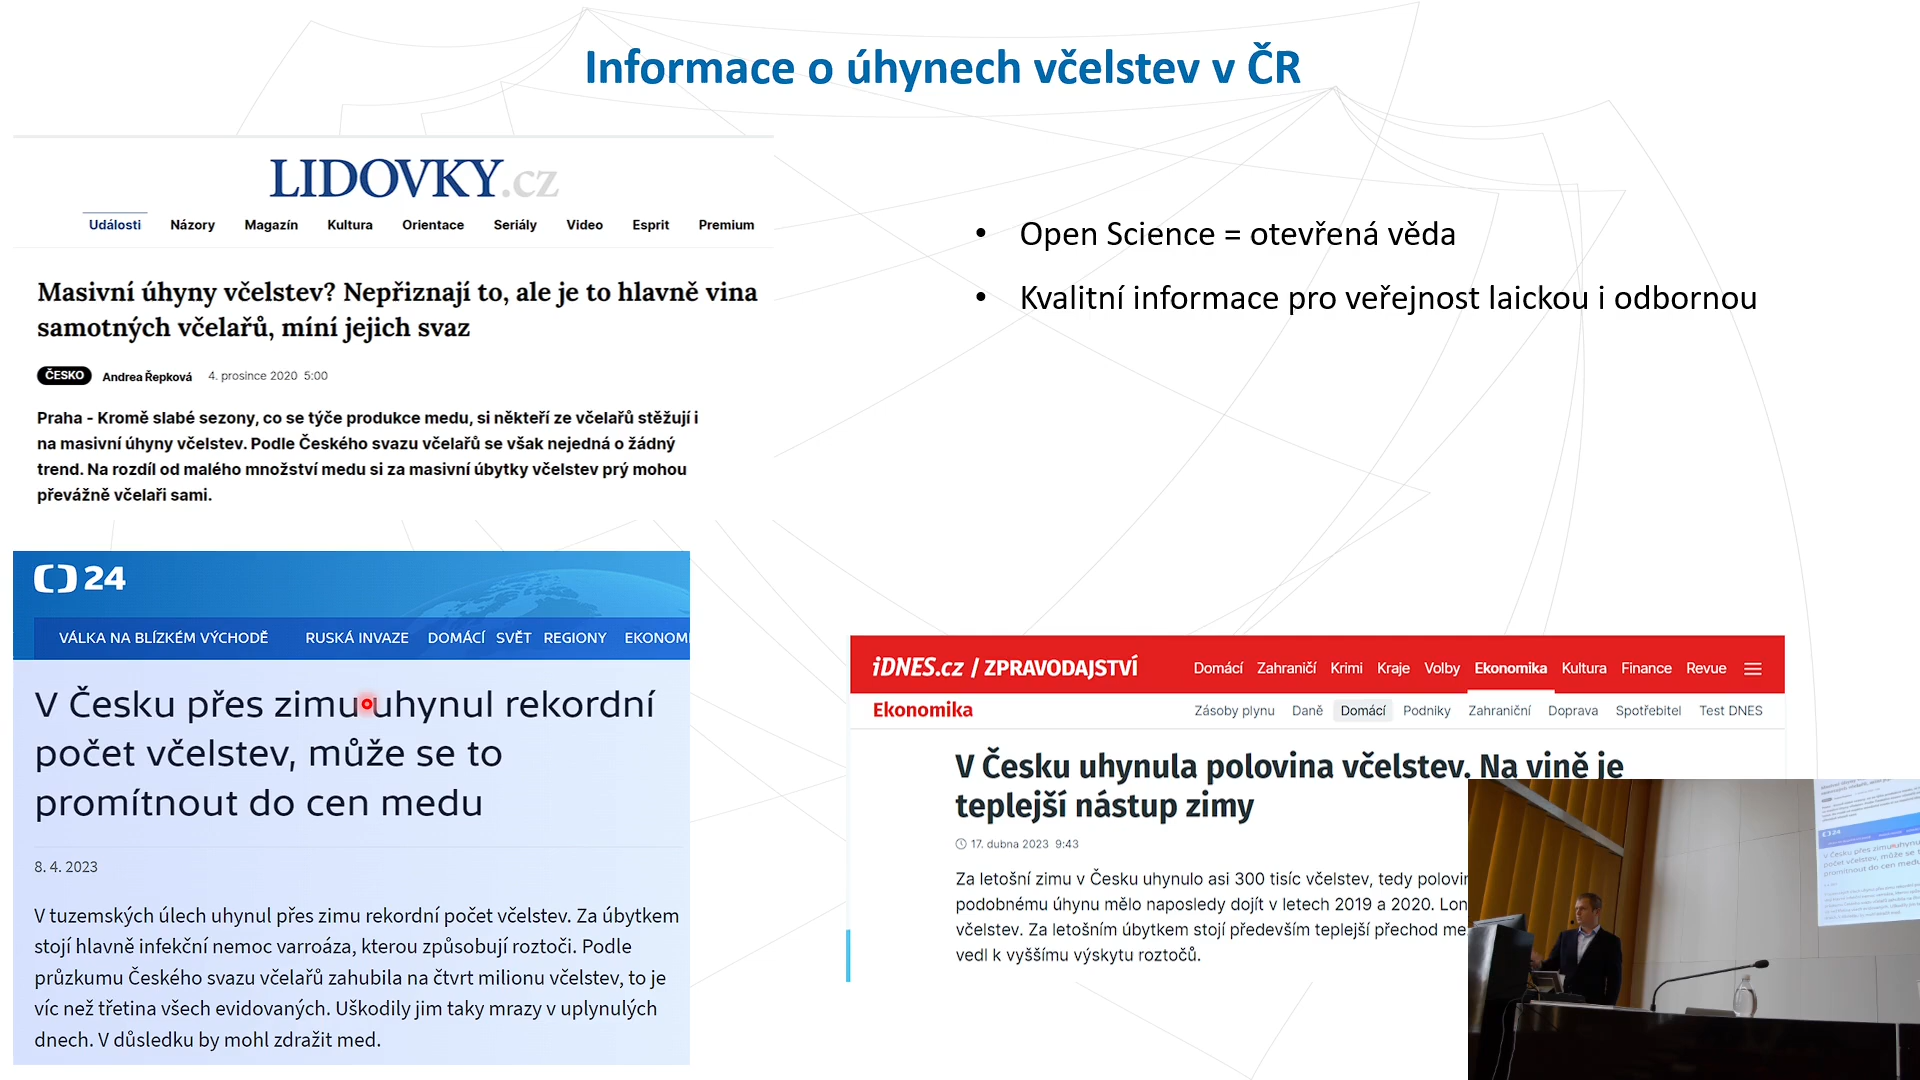 Informace o úhynech včelstev v ČR
LIDOVKY.cz
Události Názory Magazín Kultura Orientace Seriály Video Esprit Premium
Masivní úhyny včelstev? Nepřiznají to, ale je to hlavně vina
samotných včelařů, míní jejich svaz
ČESKO Andrea Řepková 4. prosince 2020 5:00
Praha - Kromě slabé sezony, co se týče produkce medu, si někteří ze včelařů stěžují i
na masivní úhyny včelstev. Podle Českého svazu včelařů se však nejedná o žádný
trend. Na rozdíl od malého množství medu si za masivní úbytky včelstev prý mohou
převážně včelaři sami.
• Open Science = otevřená věda
• Kvalitní informace pro veřejnost laickou i odbornou
24
VÁLKA NA BLÍZKÉM VÝCHODĚ RUSKÁ INVAZE DOMÁCÍ SVĚT REGIONY EKONOM
V Česku přes zimu uhynul rekordní
počet včelstev, může se to
promítnout do cen medu
8. 4. 2023
V tuzemských úlech uhynul přes zimu rekordní počet včelstev. Za úbytkem
stojí hlavně infekční nemoc varroáza, kterou způsobují roztoči. Podle
průzkumu Českého svazu včelařů zahubila na čtvrt milionu včelstev, to je
víc než třetina všech evidovaných. Uškodily jim taky mrazy v uplynulých
dnech. V důsledku by mohl zdražit med.
iDNES.cz / ZPRAVODAJSTVÍ Domácí Zahraničí Krimi Kraje Volby Ekonomika Kultura Finance Revue
Ekonomika Zásoby plynu Daně Domácí Podniky Zahraniční Doprava Spotřebitel Test DNES
V Česku uhynula polovina včelstev. Na vině je
teplejší nástup zimy
17. dubna 2023 9:43
Za letošní zimu v Česku uhynulo asi 300 tisíc včelstev, tedy polovin
podobnému úhynu mělo naposledy dojít v letech 2019 a 2020. Lon
včelstev. Za letošním úbytkem stojí především teplejší přechod me
vedl k vyššímu výskytu roztočů.